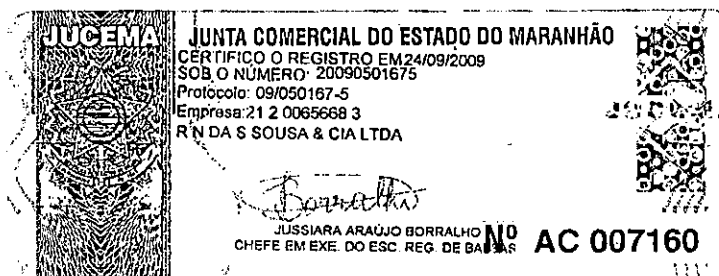 JUCEMA
JUNTA COMERCIAL DO ESTADO DO MARANHÃO
CERTIFICO O REGISTRO EM 24/09/2009
SOB O NÚMERO: 20090501675
Protocolo: 09/050167-5
Empresa: 21 2 0065668 3
R N DA S SOUSA & CIA LTDA
Borralho
JUSSIARA ARAÚJO BORRALHO
CHEFE EM EXE. DO ESC. REG. DE BALSAS
Nº AC 007160